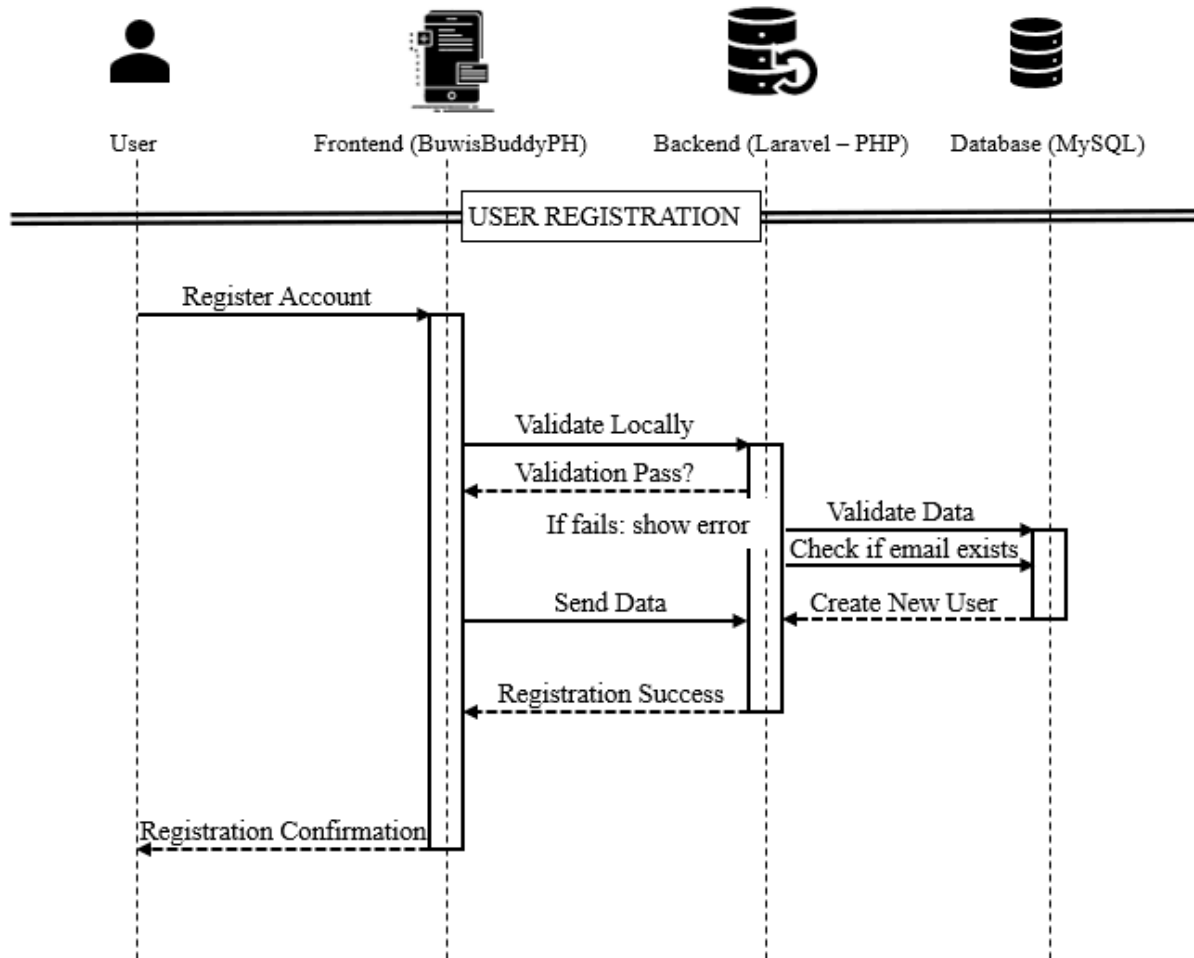 User
Frontend (BuwisBuddyPH)
Backend (Laravel – PHP)
Database (MySQL)
USER REGISTRATION
Register Account
Validate Locally
Validation Pass?
If fails: show error
Validate Data
Check if email exists
Send Data
Create New User
Registration Success
Registration Confirmation